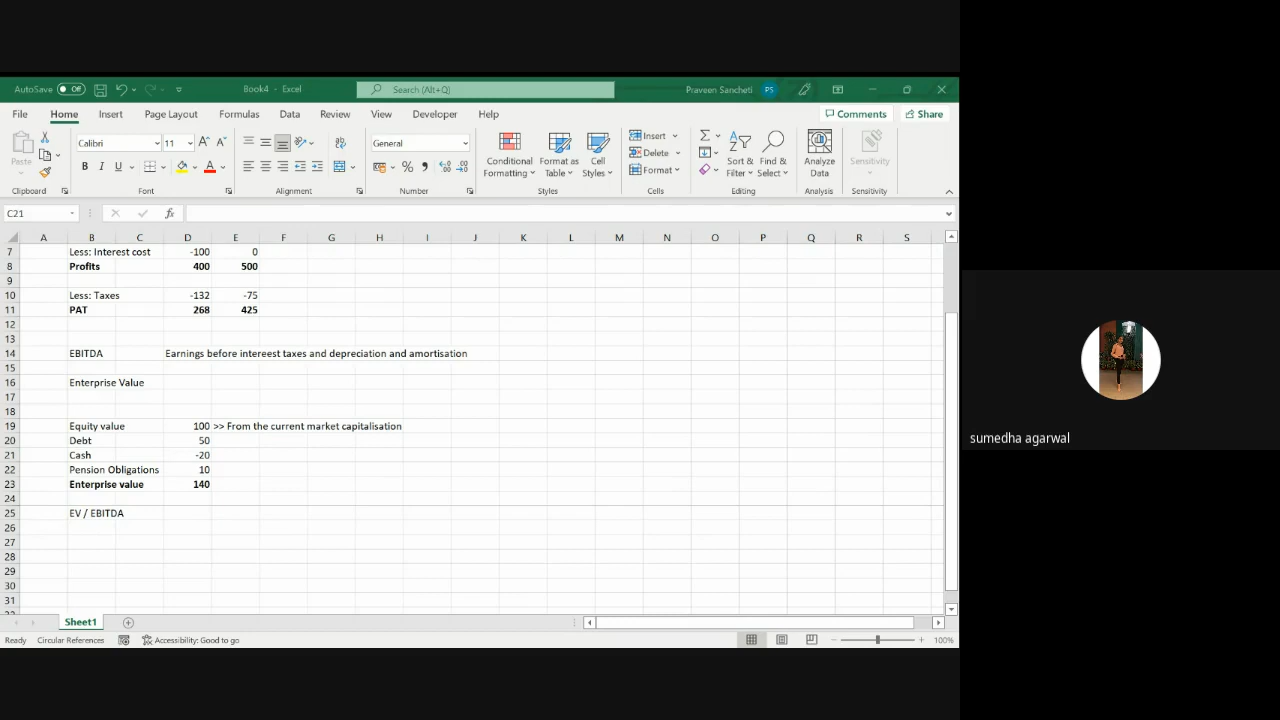 AutoSave Off Book4 - Excel Search (Alt+Q) Praveen Sancheti PS
File Home Insert Page Layout Formulas Data Review View Developer Help Comments Share
Paste Calibri 11 General Conditional Formatting Format as Table Cell Styles Insert Delete Format Sort & Filter Find & Select Analyze Data Sensitivity
B I U
Clipboard Font Alignment Number Styles Cells Editing Analysis Sensitivity
C21 fx
A B C D E F G H I J K L M N O P Q R S
7 Less: Interest cost -100 0
8 Profits 400 500
9
10 Less: Taxes -132 -75
11 PAT 268 425
12
13
14 EBITDA Earnings before intereest taxes and depreciation and amortisation
15
16 Enterprise Value
17
18
19 Equity value 100 >> From the current market capitalisation
20 Debt 50
21 Cash -20
22 Pension Obligations 10
23 Enterprise value 140
24
25 EV / EBITDA
26
27
28
29
30
31
Sheet1
Ready Circular References Accessibility: Good to go 100%
sumedha agarwal